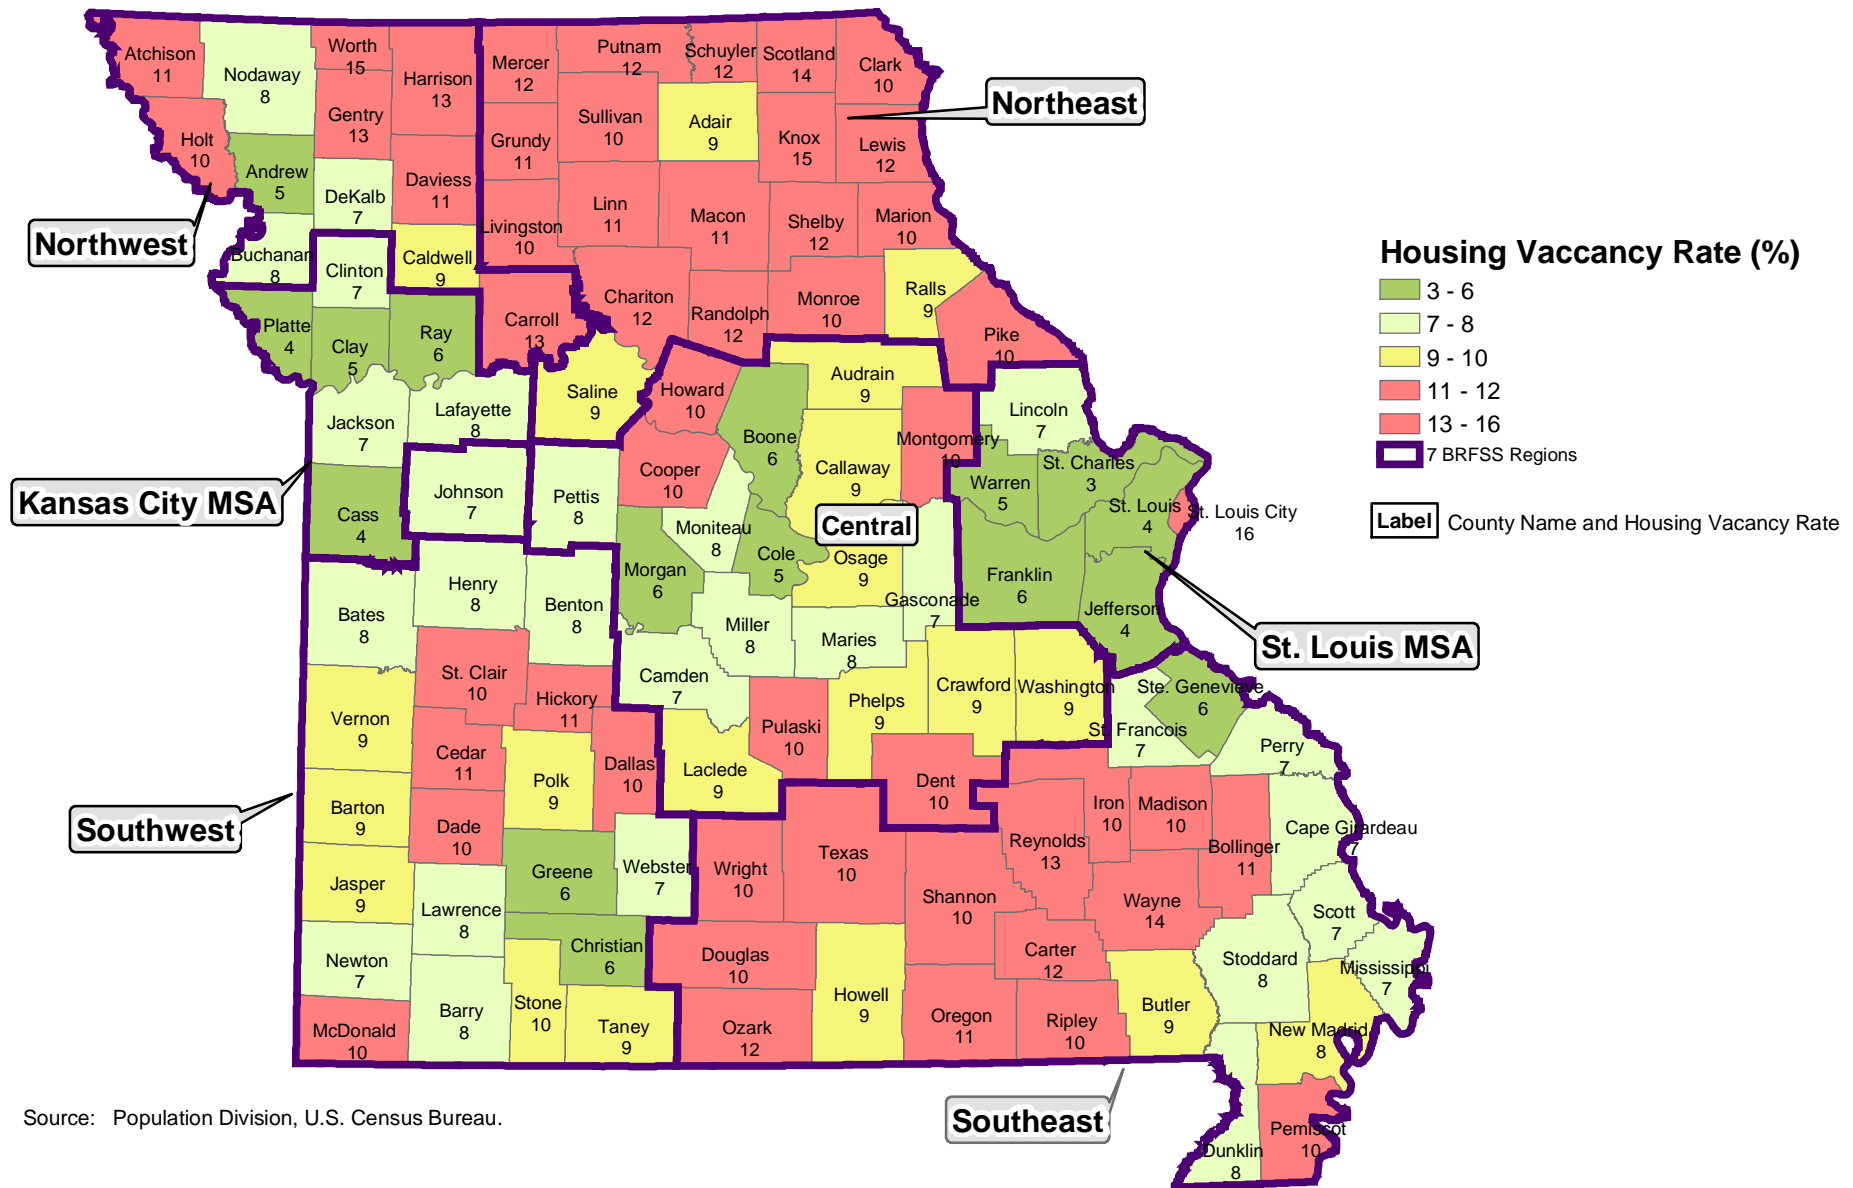 Atchison
11
Nodaway
8
Worth
15
Harrison
13
Mercer
12
Putnam
12
Schuyler
12
Scotland
14
Clark
10
Northeast
Holt
10
Gentry
13
Andrew
5
DeKalb
7
Daviess
11
Grundy
11
Sullivan
10
Adair
9
Knox
15
Lewis
12
Northwest
Buchanan
8
Clinton
7
Caldwell
9
Livingston
10
Linn
11
Macon
11
Shelby
12
Marion
10
Platte
4
Clay
5
Ray
6
Carroll
13
Chariton
12
Randolph
12
Monroe
10
Ralls
9
Pike
10
Housing Vaccancy Rate (%)
3 - 6
7 - 8
9 - 10
11 - 12
13 - 16
7 BRFSS Regions
Label County Name and Housing Vacancy Rate
Jackson
7
Lafayette
8
Saline
9
Howard
10
Boone
6
Audrain
9
Callaway
9
Montgomery
10
Lincoln
7
St. Charles
3
Warren
5
St. Louis
4
St. Louis City
16
Kansas City MSA
Cass
4
Johnson
7
Pettis
8
Cooper
10
Moniteau
8
Central
Cole
5
Osage
9
Gasconade
7
Franklin
6
Jefferson
4
St. Louis MSA
Bates
8
Henry
8
Benton
8
Morgan
6
Miller
8
Maries
8
Camden
7
Vernon
9
St. Clair
10
Hickory
11
Cedar
11
Polk
9
Dallas
10
Laclede
9
Pulaski
10
Phelps
9
Crawford
9
Washington
9
Dent
10
Ste. Genevieve
6
St. Francois
7
Perry
7
Southwest
Barton
9
Dade
10
Jasper
9
Lawrence
8
Greene
6
Webster
7
Wright
10
Texas
10
Shannon
10
Reynolds
13
Iron
10
Madison
10
Bollinger
11
Cape Girardeau
7
Wayne
14
Scott
7
Newton
7
Christian
6
Douglas
10
Howell
9
Carter
12
Stoddard
8
Mississippi
7
McDonald
10
Barry
8
Stone
10
Taney
9
Ozark
12
Oregon
11
Ripley
10
Butler
9
New Madrid
8
Southeast
Dunklin
8
Pemiscot
10
Source: Population Division, U.S. Census Bureau.